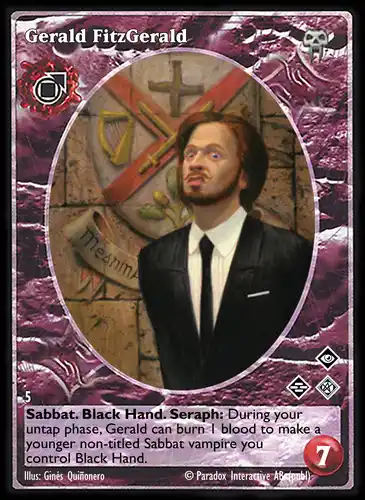 Gerald FitzGerald
5
Sabbat. Black Hand. Seraph: During your
untap phase, Gerald can burn 1 blood to make a
younger non-titled Sabbat vampire you
control Black Hand.
7
Illus: Ginés Quiñonero
© Paradox Interactive AB (publ)